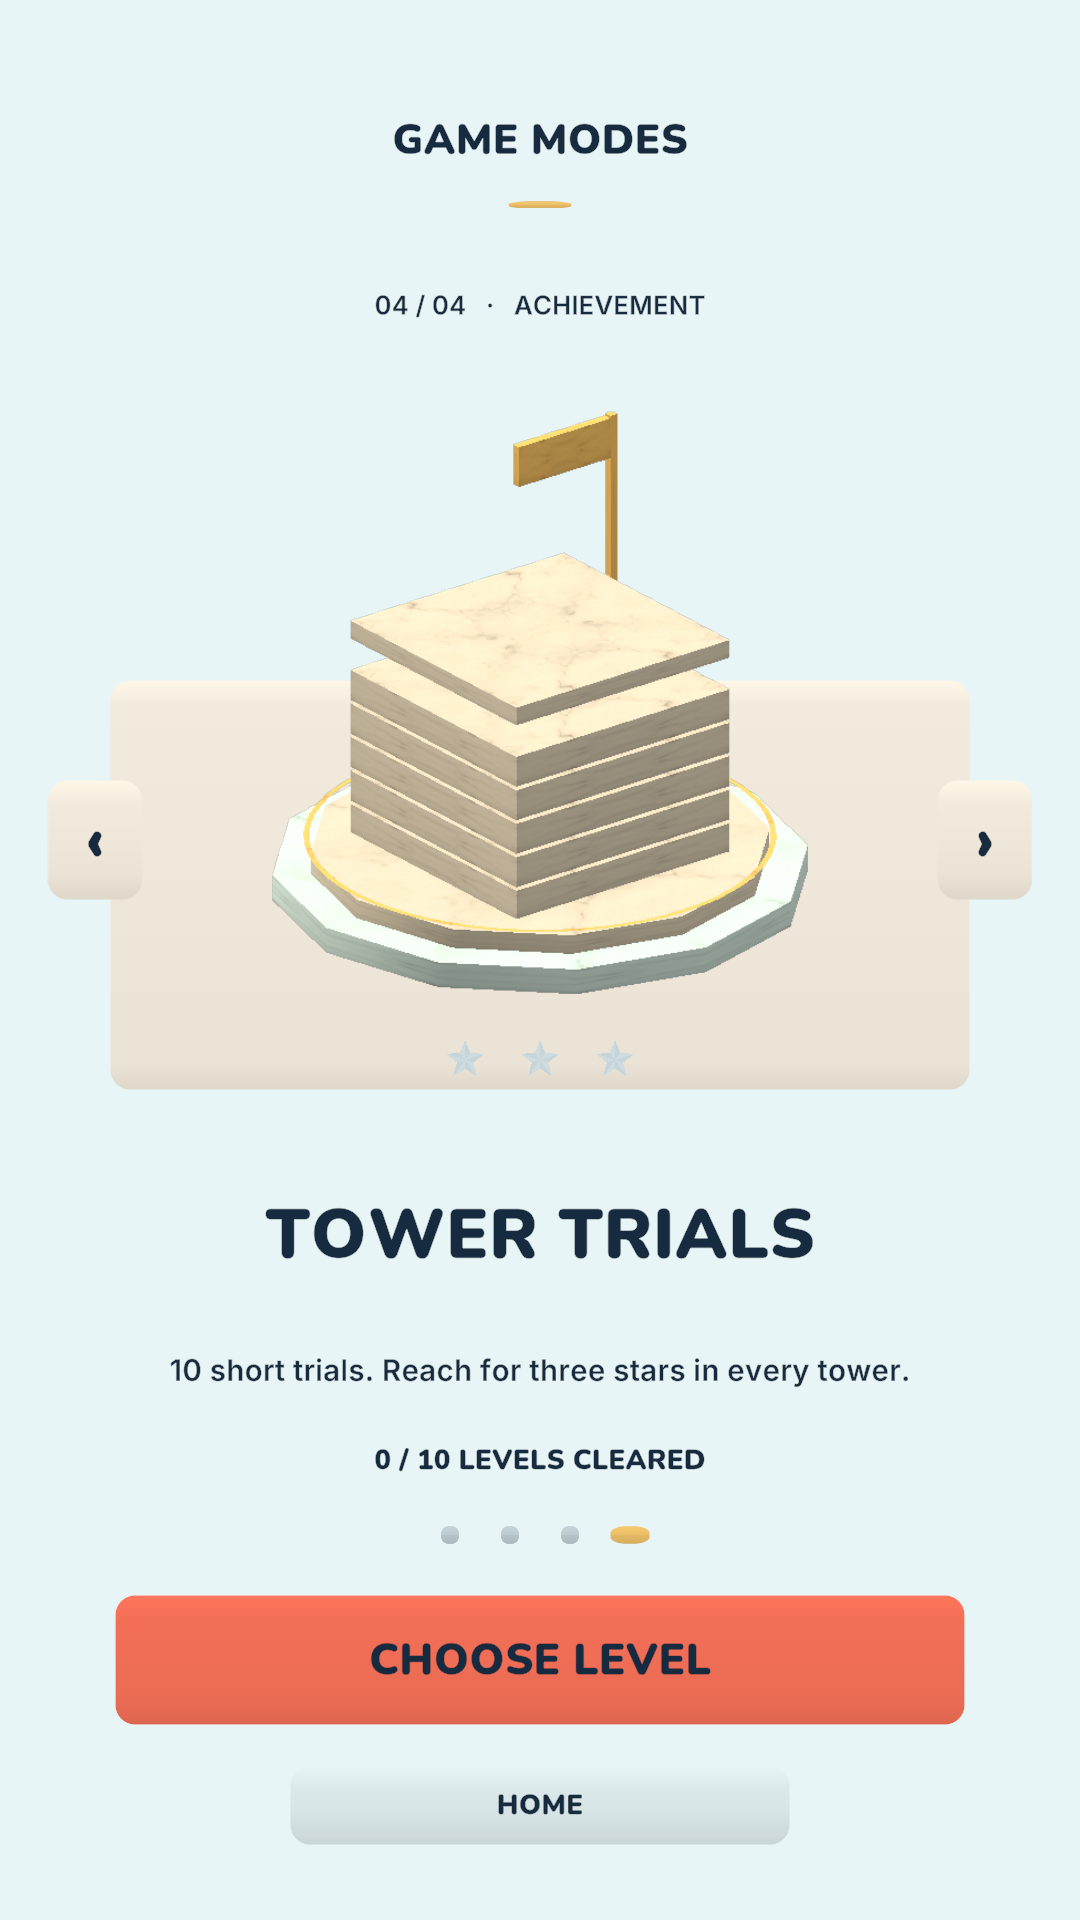 GAME MODES
04 / 04 · ACHIEVEMENT
‹ ›
TOWER TRIALS
10 short trials. Reach for three stars in every tower.
0 / 10 LEVELS CLEARED
CHOOSE LEVEL
HOME